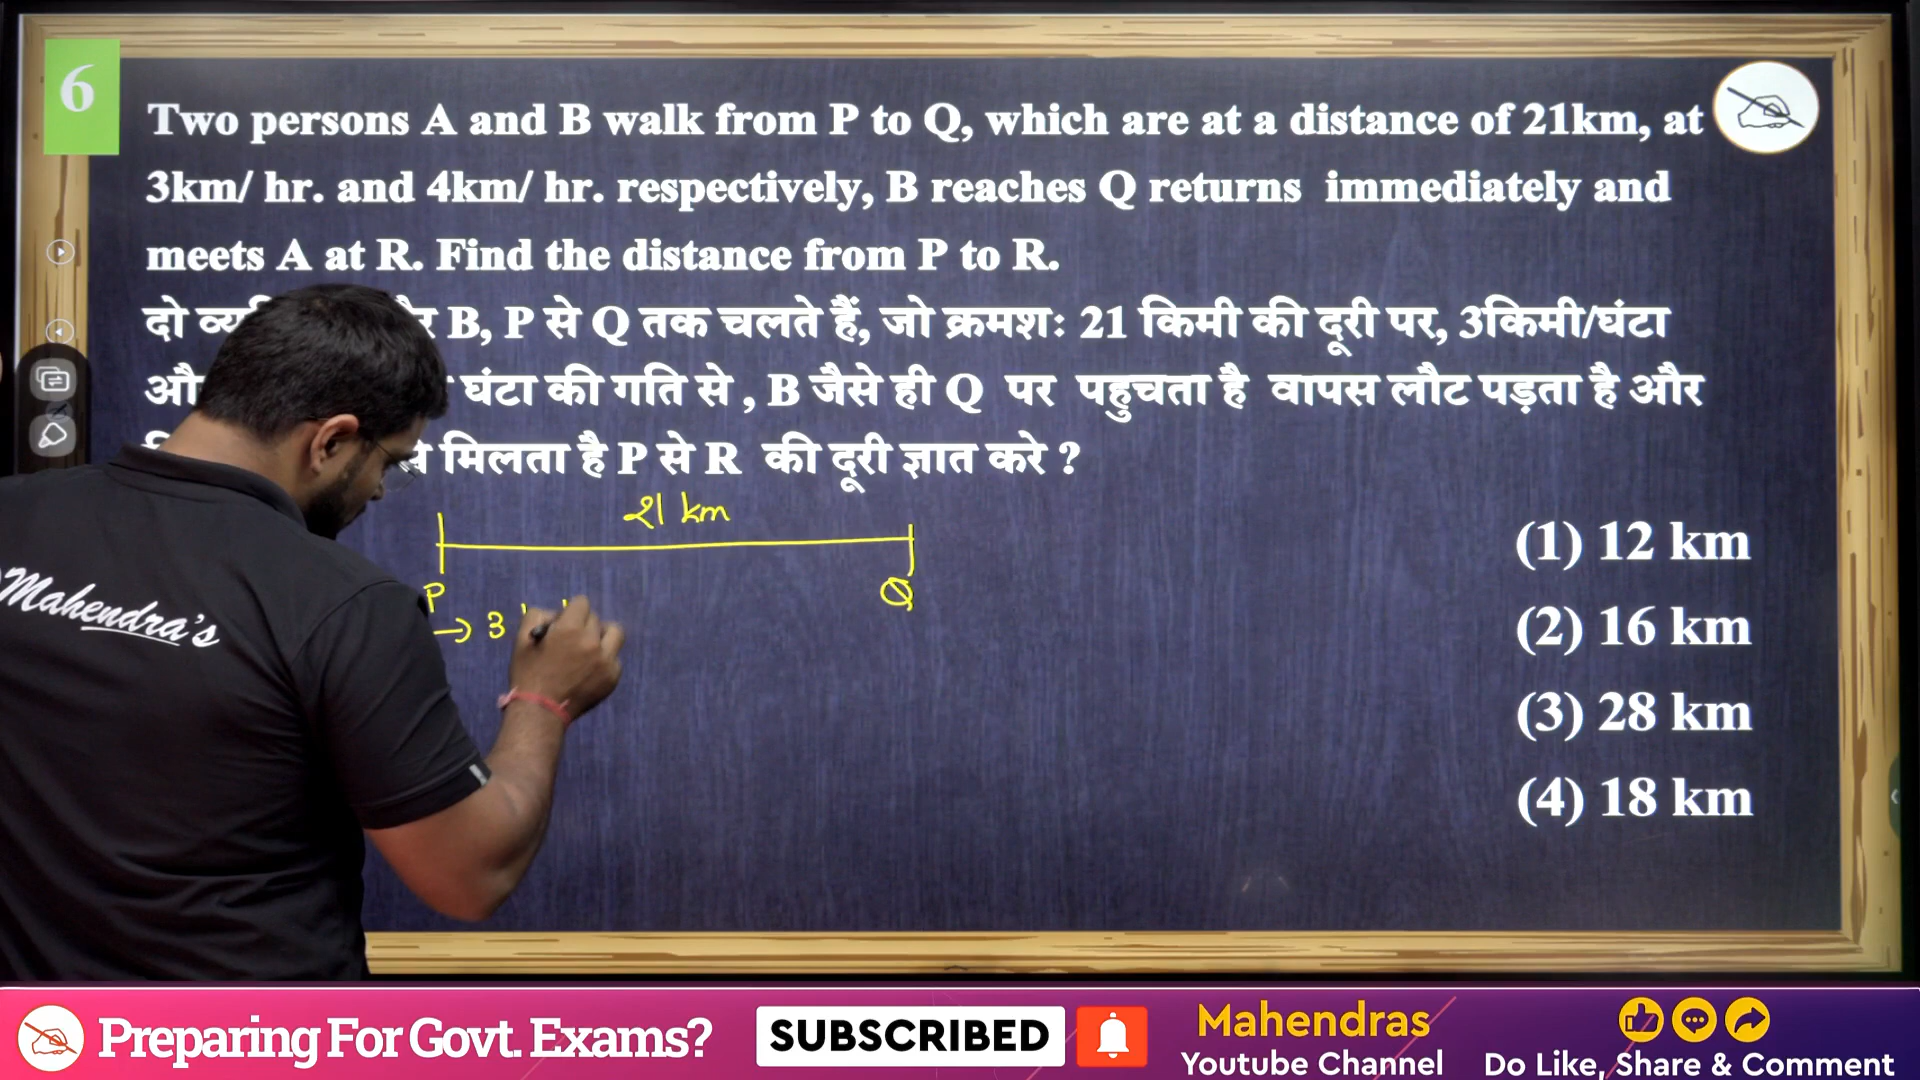 6
Two persons A and B walk from P to Q, which are at a distance of 21km, at
3km/ hr. and 4km/ hr. respectively, B reaches Q returns immediately and
meets A at R. Find the distance from P to R.
दो B, P से Q तक चलते हैं, जो क्रमशः 21 किमी की दूरी पर, 3किमी/घंटा
घंटा की गति से , B जैसे ही Q पर पहुचता है वापस लौट पड़ता है और
मिलता है P से R की दूरी ज्ञात करे ?
21 km
P
Q
→ 3
(1) 12 km
(2) 16 km
(3) 28 km
(4) 18 km
Mahendra's
Preparing For Govt. Exams?
SUBSCRIBED
Mahendras
Youtube Channel
Do Like, Share & Comment